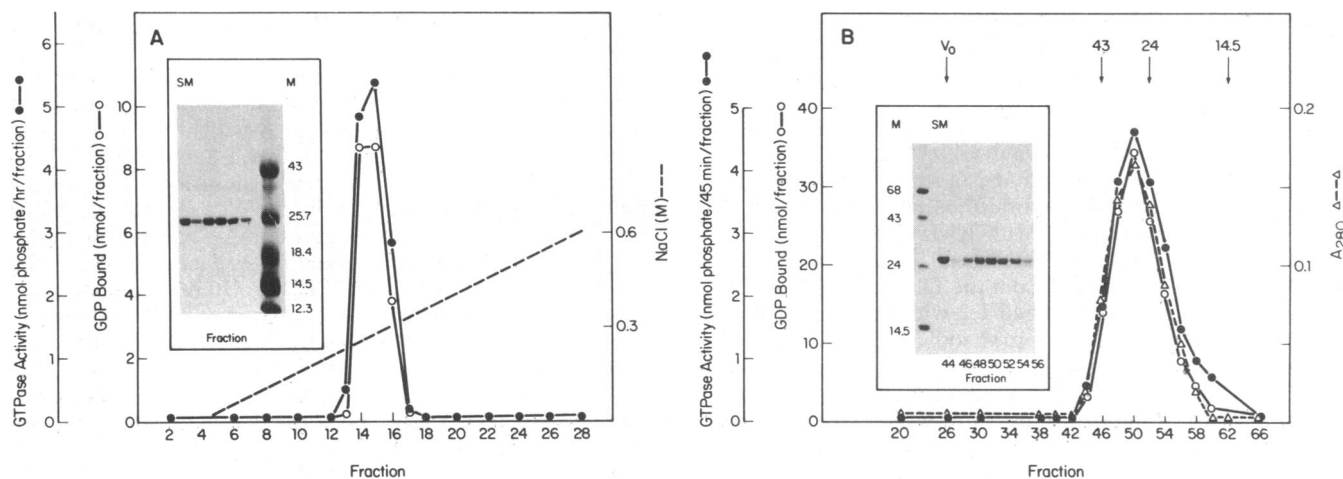 A
GTPase Activity (nmol phosphate/hr/fraction)
6
5
4
3
2
1
0
GDP Bound (nmol/fraction)
10
8
6
4
2
0
NaCl (M)
0.6
0.3
SM M
43
25.7
18.4
14.5
12.3
Fraction
2 4 6 8 10 12 14 16 18 20 22 24 26 28
Fraction
B
GTPase Activity (nmol phosphate/45 min/fraction)
5
4
3
2
1
0
GDP Bound (nmol/fraction)
40
30
20
10
0
A280
0.2
0.1
V0 43 24 14.5
M SM
68
43
24
14.5
44 46 48 50 52 54 56
Fraction
20 26 30 34 38 42 46 50 54 58 62 66
Fraction